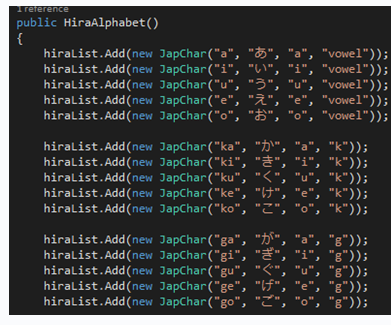 1 reference
public HiraAlphabet()
{
hiraList.Add(new JapChar("a", "あ", "a", "vowel"));
hiraList.Add(new JapChar("i", "い", "i", "vowel"));
hiraList.Add(new JapChar("u", "う", "u", "vowel"));
hiraList.Add(new JapChar("e", "え", "e", "vowel"));
hiraList.Add(new JapChar("o", "お", "o", "vowel"));
hiraList.Add(new JapChar("ka", "か", "a", "k"));
hiraList.Add(new JapChar("ki", "き", "i", "k"));
hiraList.Add(new JapChar("ku", "く", "u", "k"));
hiraList.Add(new JapChar("ke", "け", "e", "k"));
hiraList.Add(new JapChar("ko", "こ", "o", "k"));
hiraList.Add(new JapChar("ga", "が", "a", "g"));
hiraList.Add(new JapChar("gi", "ぎ", "i", "g"));
hiraList.Add(new JapChar("gu", "ぐ", "u", "g"));
hiraList.Add(new JapChar("ge", "げ", "e", "g"));
hiraList.Add(new JapChar("go", "ご", "o", "g"));